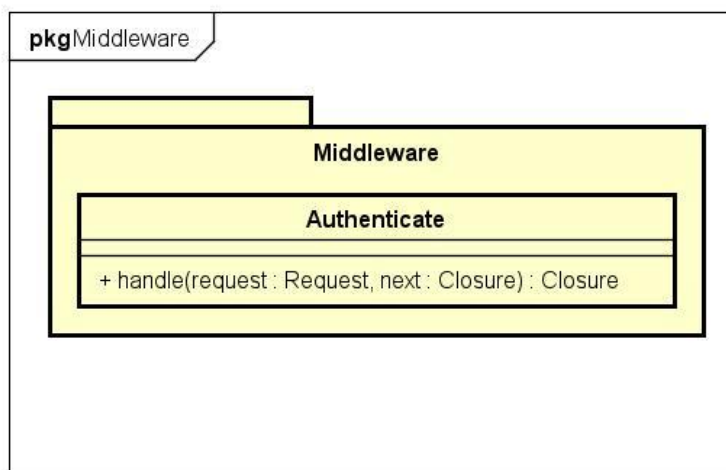 pkgMiddleware
Middleware
Authenticate
+ handle(request : Request, next : Closure) : Closure